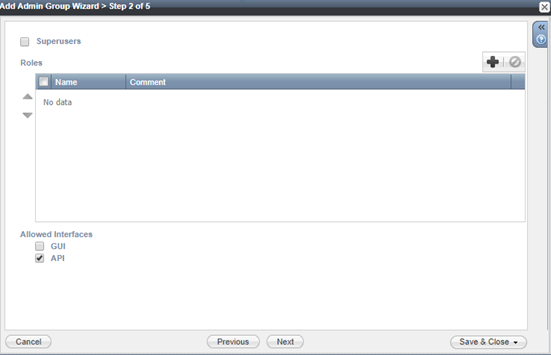 Add Admin Group Wizard > Step 2 of 5
Superusers
Roles
Name Comment
No data
Allowed Interfaces
GUI
API
Cancel Previous Next Save & Close